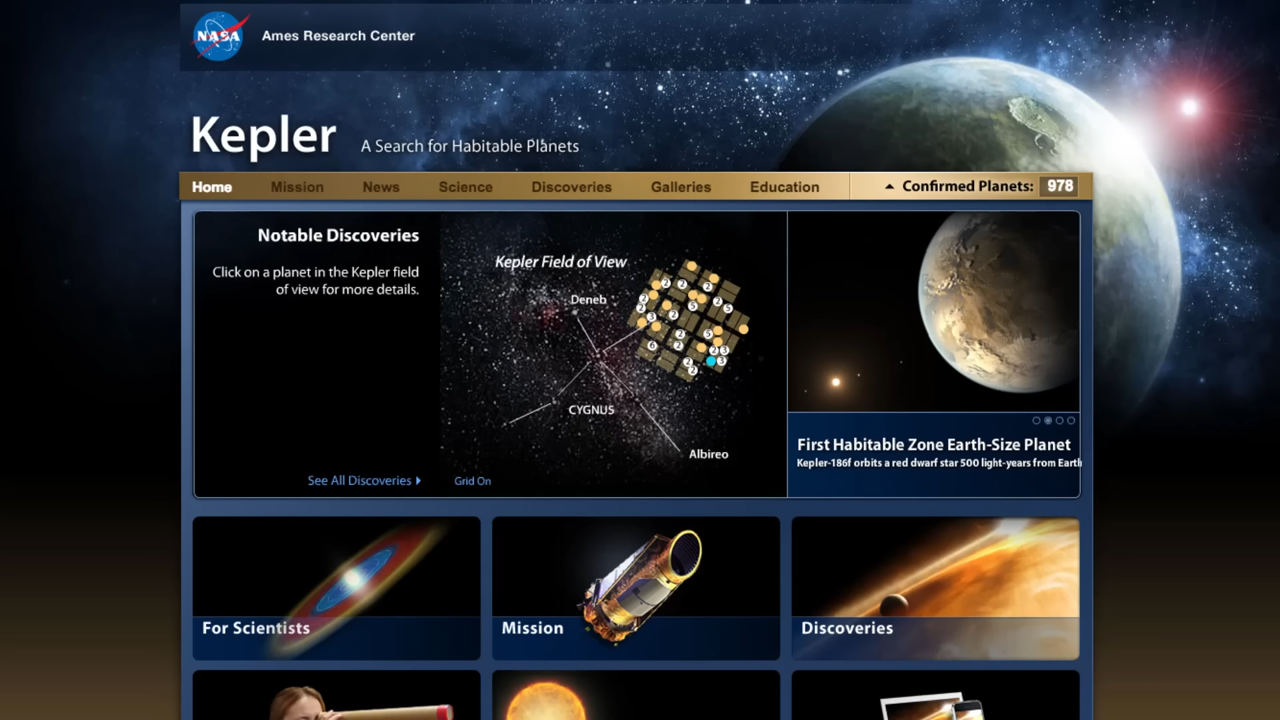 NASA
Ames Research Center
Kepler
A Search for Habitable Planets
Home
Mission
News
Science
Discoveries
Galleries
Education
Confirmed Planets: 978
Notable Discoveries
Click on a planet in the Kepler field
of view for more details.
See All Discoveries
Kepler Field of View
Deneb
CYGNUS
Albireo
Grid On
First Habitable Zone Earth-Size Planet
Kepler-186f orbits a red dwarf star 500 light-years from Earth
For Scientists
Mission
Discoveries